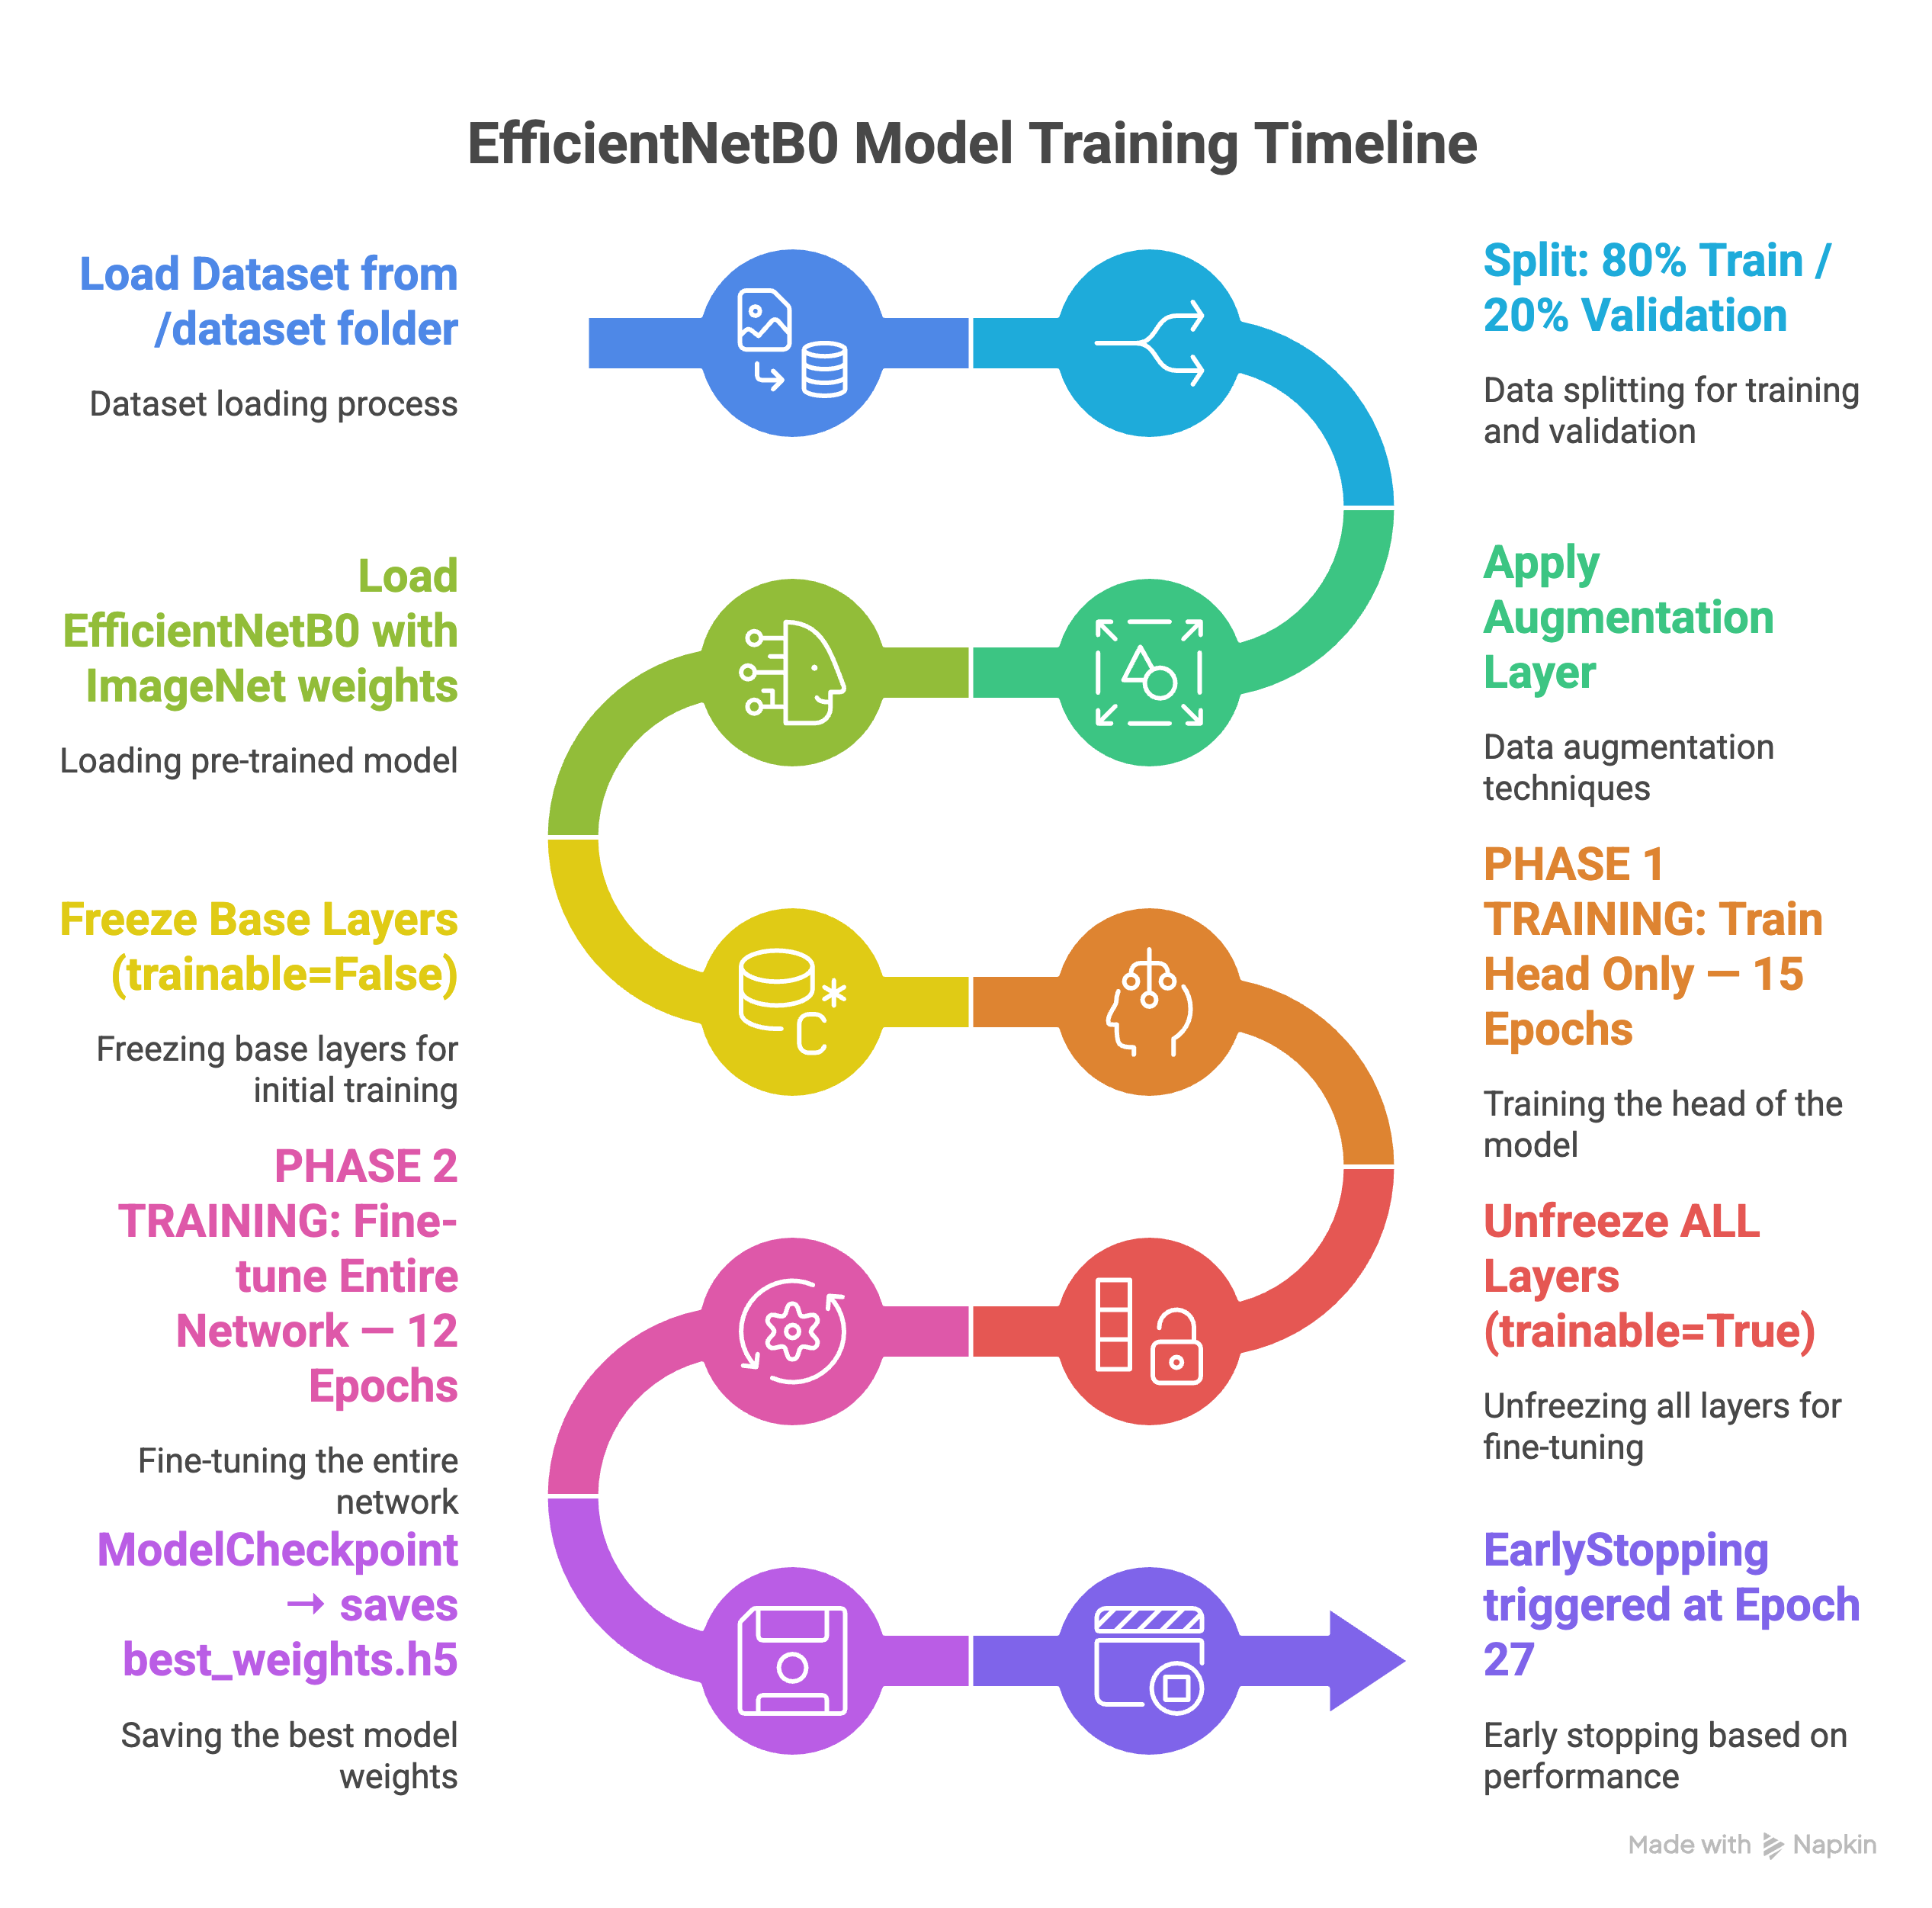 EfficientNetB0 Model Training Timeline
Load Dataset from
/dataset folder
Dataset loading process
Split: 80% Train /
20% Validation
Data splitting for training
and validation
Apply
Augmentation
Layer
Data augmentation
techniques
Load
EfficientNetB0 with
ImageNet weights
Loading pre-trained model
Freeze Base Layers
(trainable=False)
Freezing base layers for
initial training
PHASE 1
TRAINING: Train
Head Only — 15
Epochs
Training the head of the
model
Unfreeze ALL
Layers
(trainable=True)
Unfreezing all layers for
fine-tuning
PHASE 2
TRAINING: Fine-
tune Entire
Network — 12
Epochs
Fine-tuning the entire
network
ModelCheckpoint
→ saves
best_weights.h5
Saving the best model
weights
EarlyStopping
triggered at Epoch
27
Early stopping based on
performance
Made with Napkin